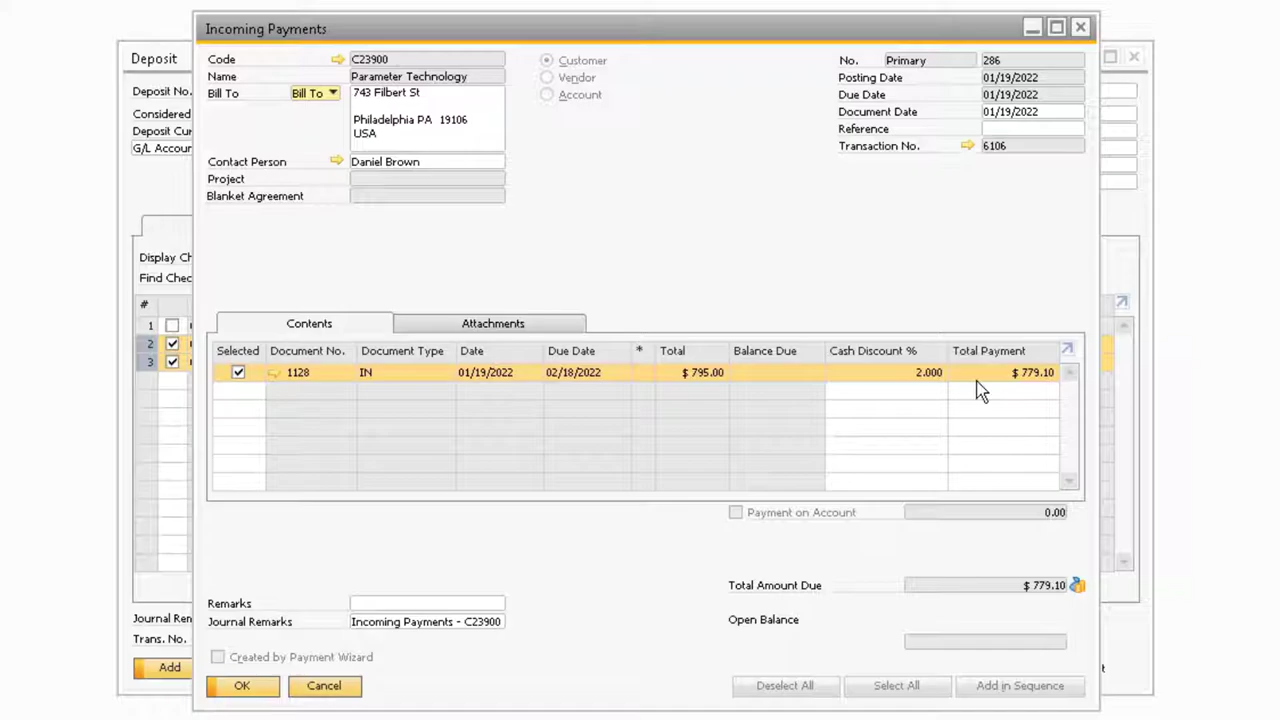 Incoming Payments
Deposit
Deposit No.
Considered
Deposit Cur
G/L Accour
Display Ch
Find Chec
#
1
2
3
Journal Ren
Trans. No.
Add
Code C23900
Name Parameter Technology
Bill To Bill To 743 Filbert St
Philadelphia PA 19106
USA
Contact Person Daniel Brown
Project
Blanket Agreement
Customer
Vendor
Account
No. Primary 286
Posting Date 01/19/2022
Due Date 01/19/2022
Document Date 01/19/2022
Reference
Transaction No. 6106
Contents Attachments
Selected Document No. Document Type Date Due Date * Total Balance Due Cash Discount % Total Payment
1128 IN 01/19/2022 02/18/2022 $ 795.00 2.000 $ 779.10
Payment on Account 0.00
Total Amount Due $ 779.10
Open Balance
Remarks
Journal Remarks Incoming Payments - C23900
Created by Payment Wizard
OK Cancel Deselect All Select All Add in Sequence